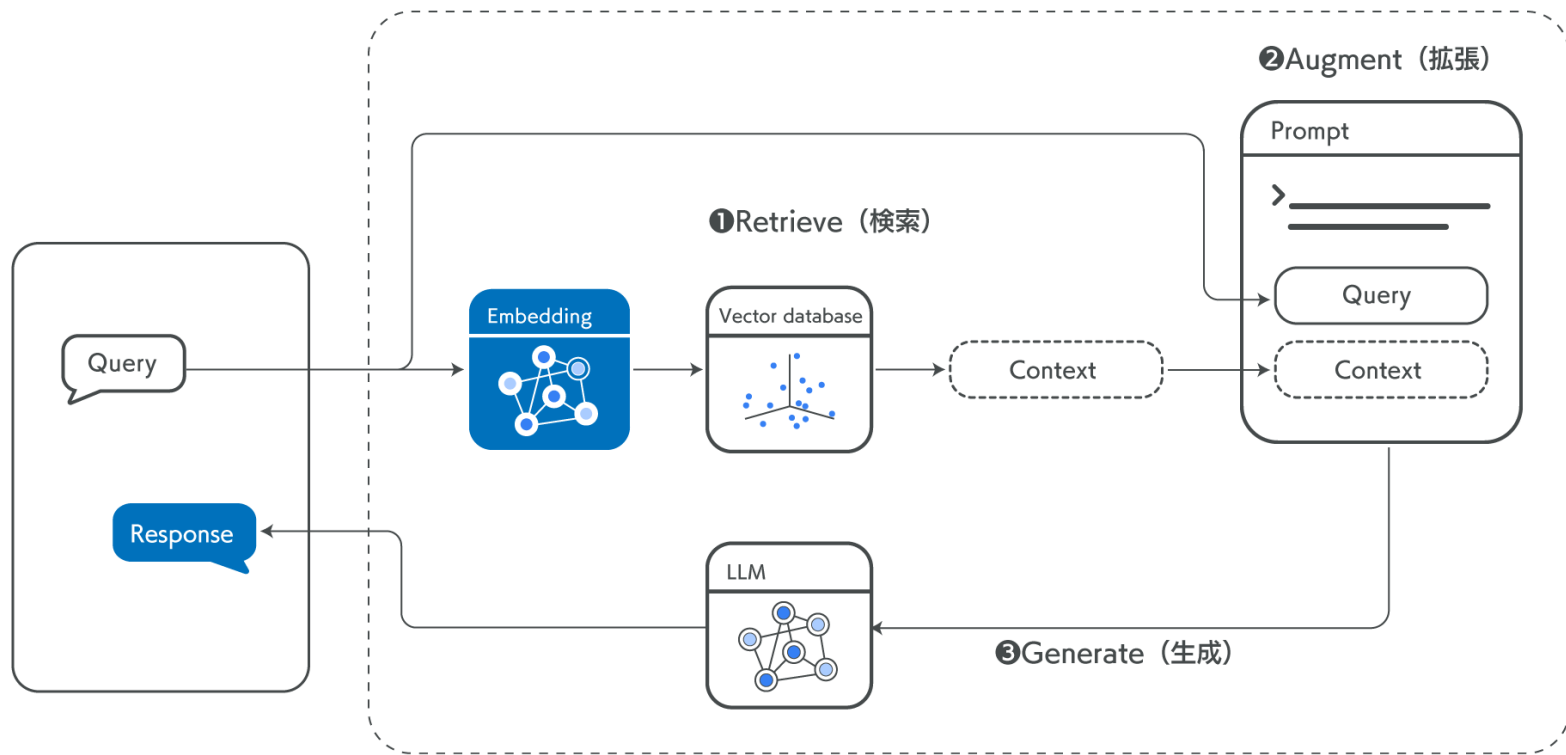 ❷Augment（拡張）
Prompt
❶Retrieve（検索）
Query
Embedding
Vector database
Query
Context
Context
Response
LLM
❸Generate（生成）